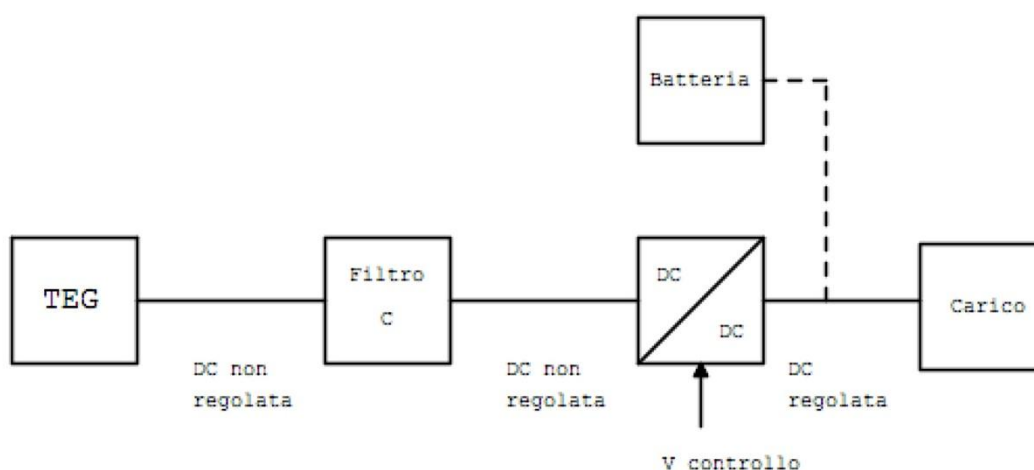 Batteria
TEG
Filtro
C
DC
DC
Carico
DC non
regolata
DC non
regolata
DC
regolata
V controllo